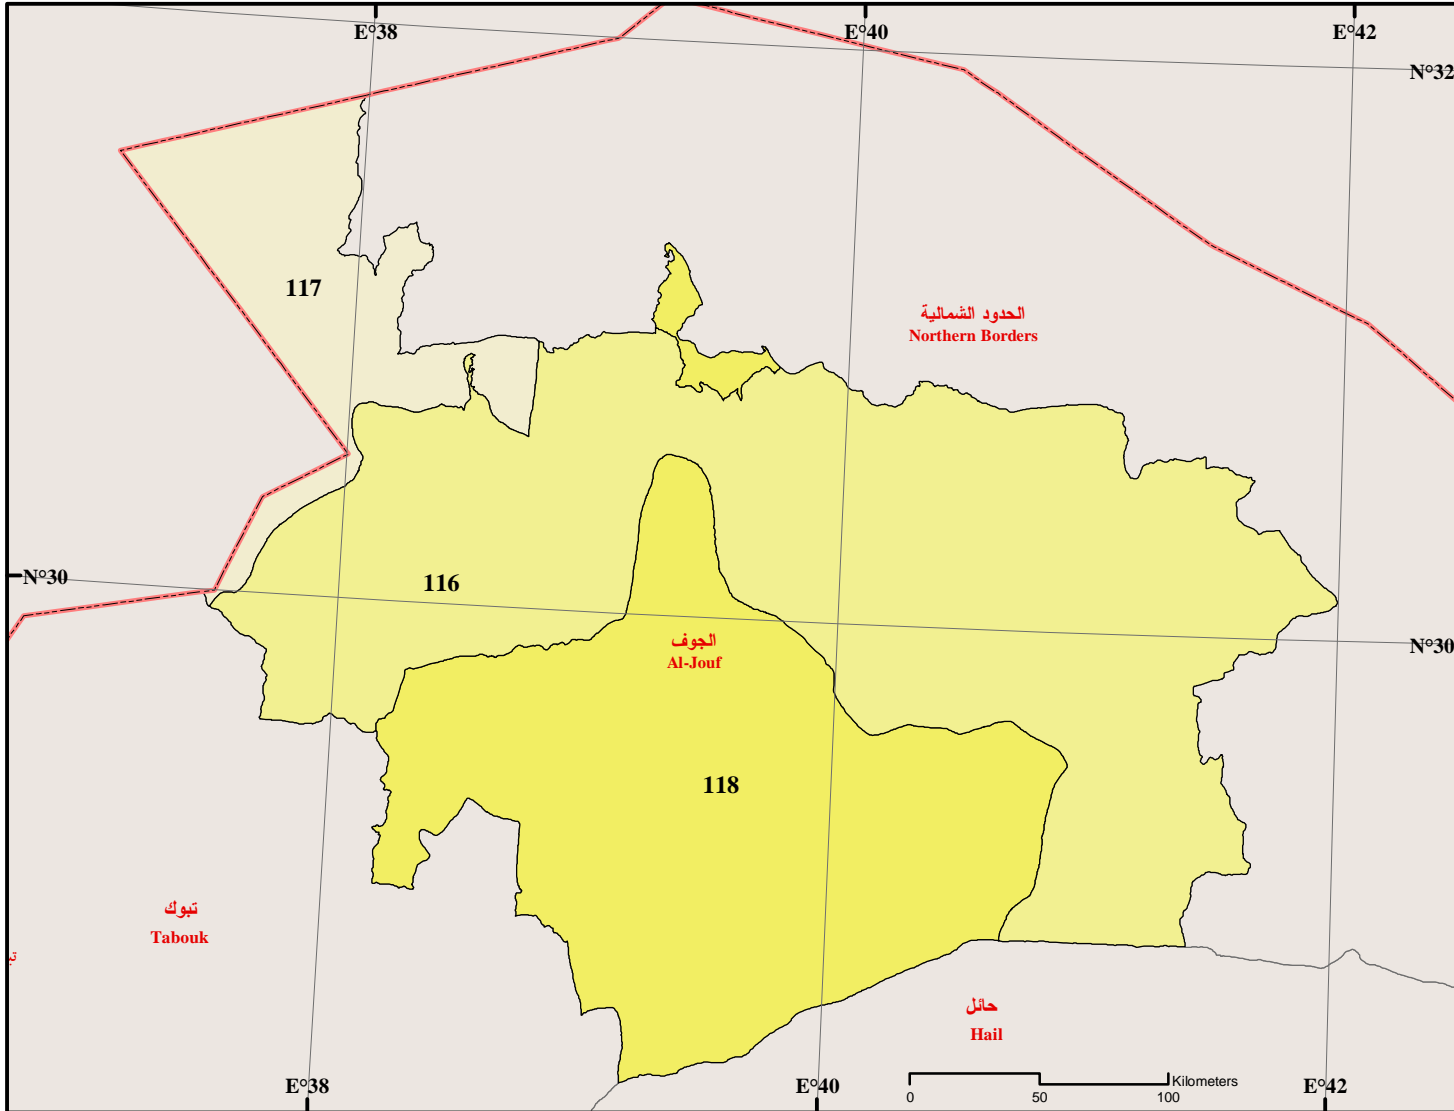 E°38
E°40
E°42
N°32
117
الحدود الشمالية
Northern Borders
N°30
116
الجوف
Al-Jouf
N°30
118
تبوك
Tabouk
حائل
Hail
Kilometers
0 50 100
E°38
E°40
E°42